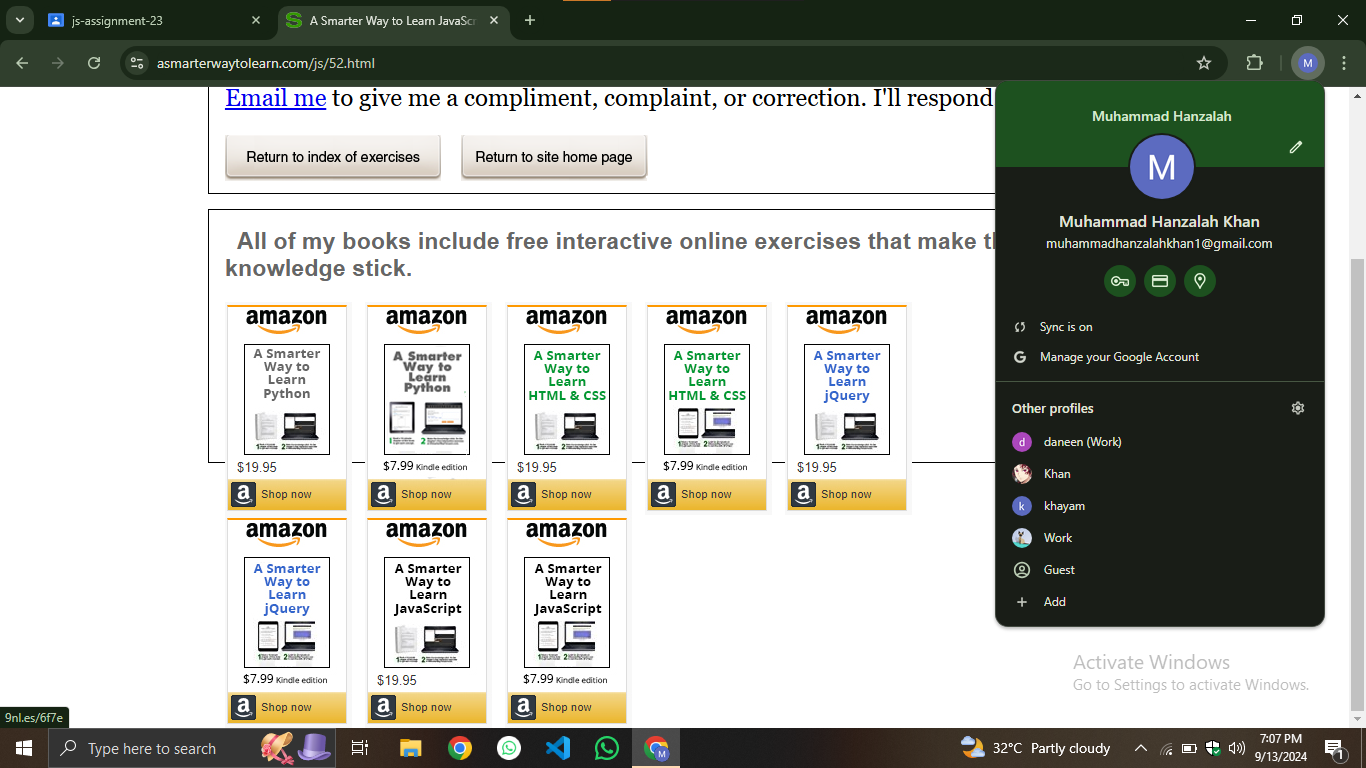 js-assignment-23
A Smarter Way to Learn JavaScri
asmarterwaytolearn.com/js/52.html
M
Email me to give me a compliment, complaint, or correction. I'll respond
Return to index of exercises
Return to site home page
All of my books include free interactive online exercises that make th
knowledge stick.
amazon
A Smarter
Way to
Learn
Python
$19.95
Shop now
amazon
A Smarter
Way to
Learn
Python
$7.99 Kindle edition
Shop now
amazon
A Smarter
Way to
Learn
HTML & CSS
$19.95
Shop now
amazon
A Smarter
Way to
Learn
HTML & CSS
$7.99 Kindle edition
Shop now
amazon
A Smarter
Way to
Learn
jQuery
$19.95
Shop now
amazon
A Smarter
Way to
Learn
jQuery
$7.99 Kindle edition
Shop now
amazon
A Smarter
Way to
Learn
JavaScript
$19.95
Shop now
amazon
A Smarter
Way to
Learn
JavaScript
$7.99 Kindle edition
Shop now
Muhammad Hanzalah
M
Muhammad Hanzalah Khan
muhammadhanzalahkhan1@gmail.com
Sync is on
Manage your Google Account
Other profiles
d daneen (Work)
Khan
k khayam
Work
Guest
Add
Activate Windows
Go to Settings to activate Windows.
9nl.es/6f7e
Type here to search
M
32°C Partly cloudy
7:07 PM
9/13/2024
1